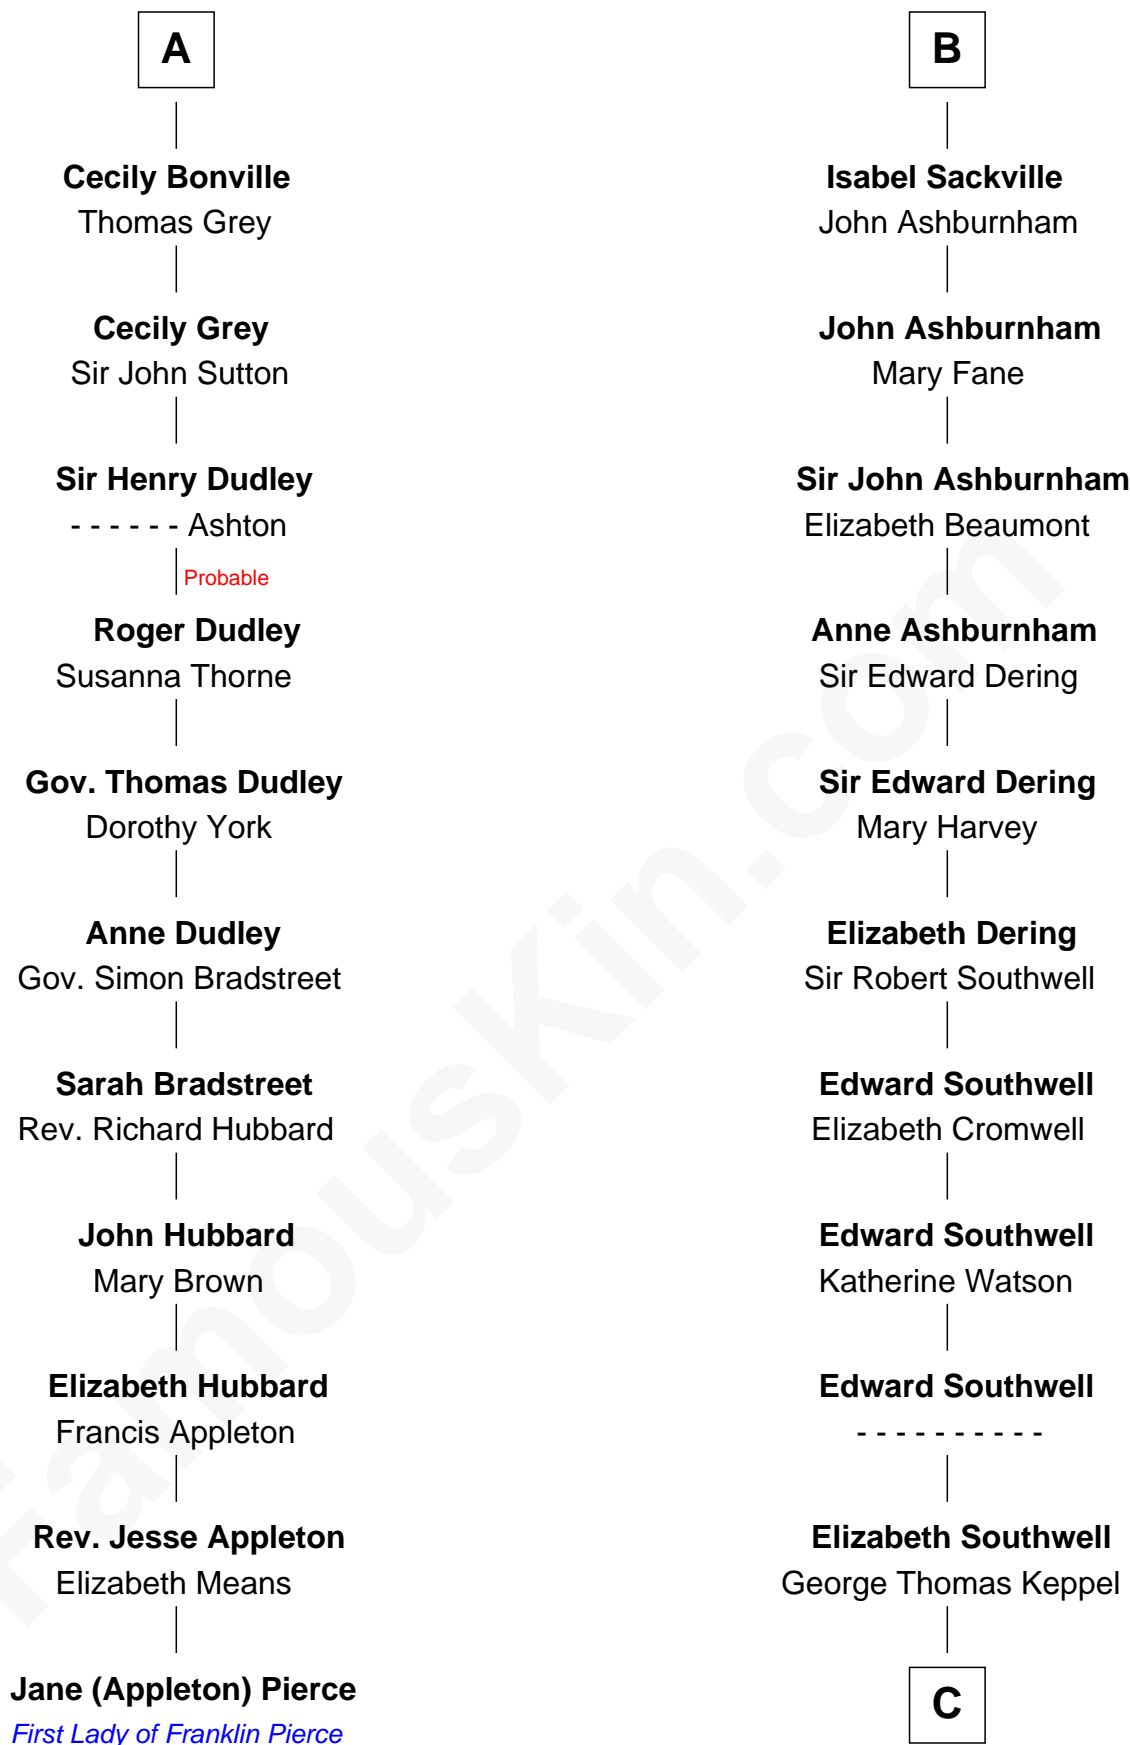 A
Cecily Bonville
Thomas Grey
Cecily Grey
Sir John Sutton
Sir Henry Dudley
- - - - - - Ashton
Probable
Roger Dudley
Susanna Thorne
Gov. Thomas Dudley
Dorothy York
Anne Dudley
Gov. Simon Bradstreet
Sarah Bradstreet
Rev. Richard Hubbard
John Hubbard
Mary Brown
Elizabeth Hubbard
Francis Appleton
Rev. Jesse Appleton
Elizabeth Means
Jane (Appleton) Pierce
First Lady of Franklin Pierce
B
Isabel Sackville
John Ashburnham
John Ashburnham
Mary Fane
Sir John Ashburnham
Elizabeth Beaumont
Anne Ashburnham
Sir Edward Dering
Sir Edward Dering
Mary Harvey
Elizabeth Dering
Sir Robert Southwell
Edward Southwell
Elizabeth Cromwell
Edward Southwell
Katherine Watson
Edward Southwell
- - - - - - - - - -
Elizabeth Southwell
George Thomas Keppel
C
FamousKin.com